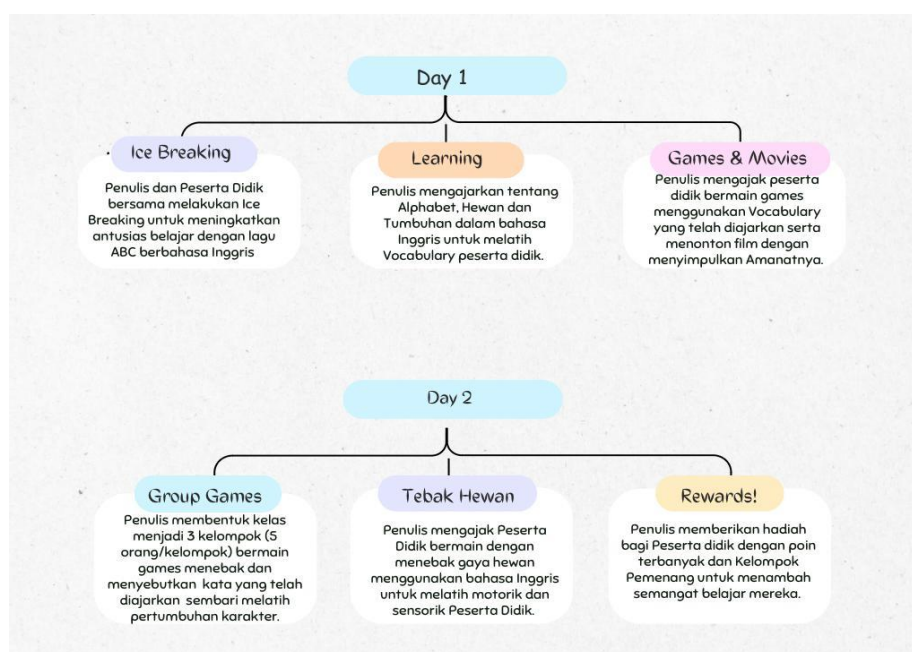 Day 1
Ice Breaking
Penulis dan Peserta Didik
bersama melakukan Ice
Breaking untuk meningkatkan
antusias belajar dengan lagu
ABC berbahasa Inggris
Learning
Penulis mengajarkan tentang
Alphabet, Hewan dan
Tumbuhan dalam bahasa
Inggris untuk melatih
Vocabulary peserta didik.
Games & Movies
Penulis mengajak peserta
didik bermain games
menggunakan Vocabulary
yang telah diajarkan serta
menonton film dengan
menyimpulkan Amanatnya.
Day 2
Group Games
Penulis membentuk kelas
menjadi 3 kelompok (5
orang/kelompok) bermain
games menebak dan
menyebutkan kata yang telah
diajarkan sembari melatih
pertumbuhan karakter.
Tebak Hewan
Penulis mengajak Peserta
Didik bermain dengan
menebak gaya hewan
menggunakan bahasa Inggris
untuk melatih motorik dan
sensorik Peserta Didik.
Rewards!
Penulis memberikan hadiah
bagi Peserta didik dengan poin
terbanyak dan Kelompok
Pemenang untuk menambah
semangat belajar mereka.